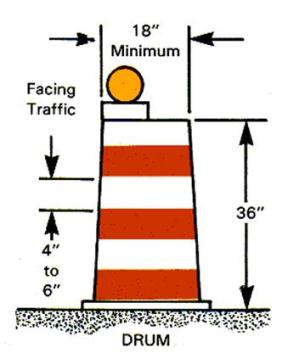 18"
Minimum
Facing
Traffic
36"
4"
to
6"
DRUM